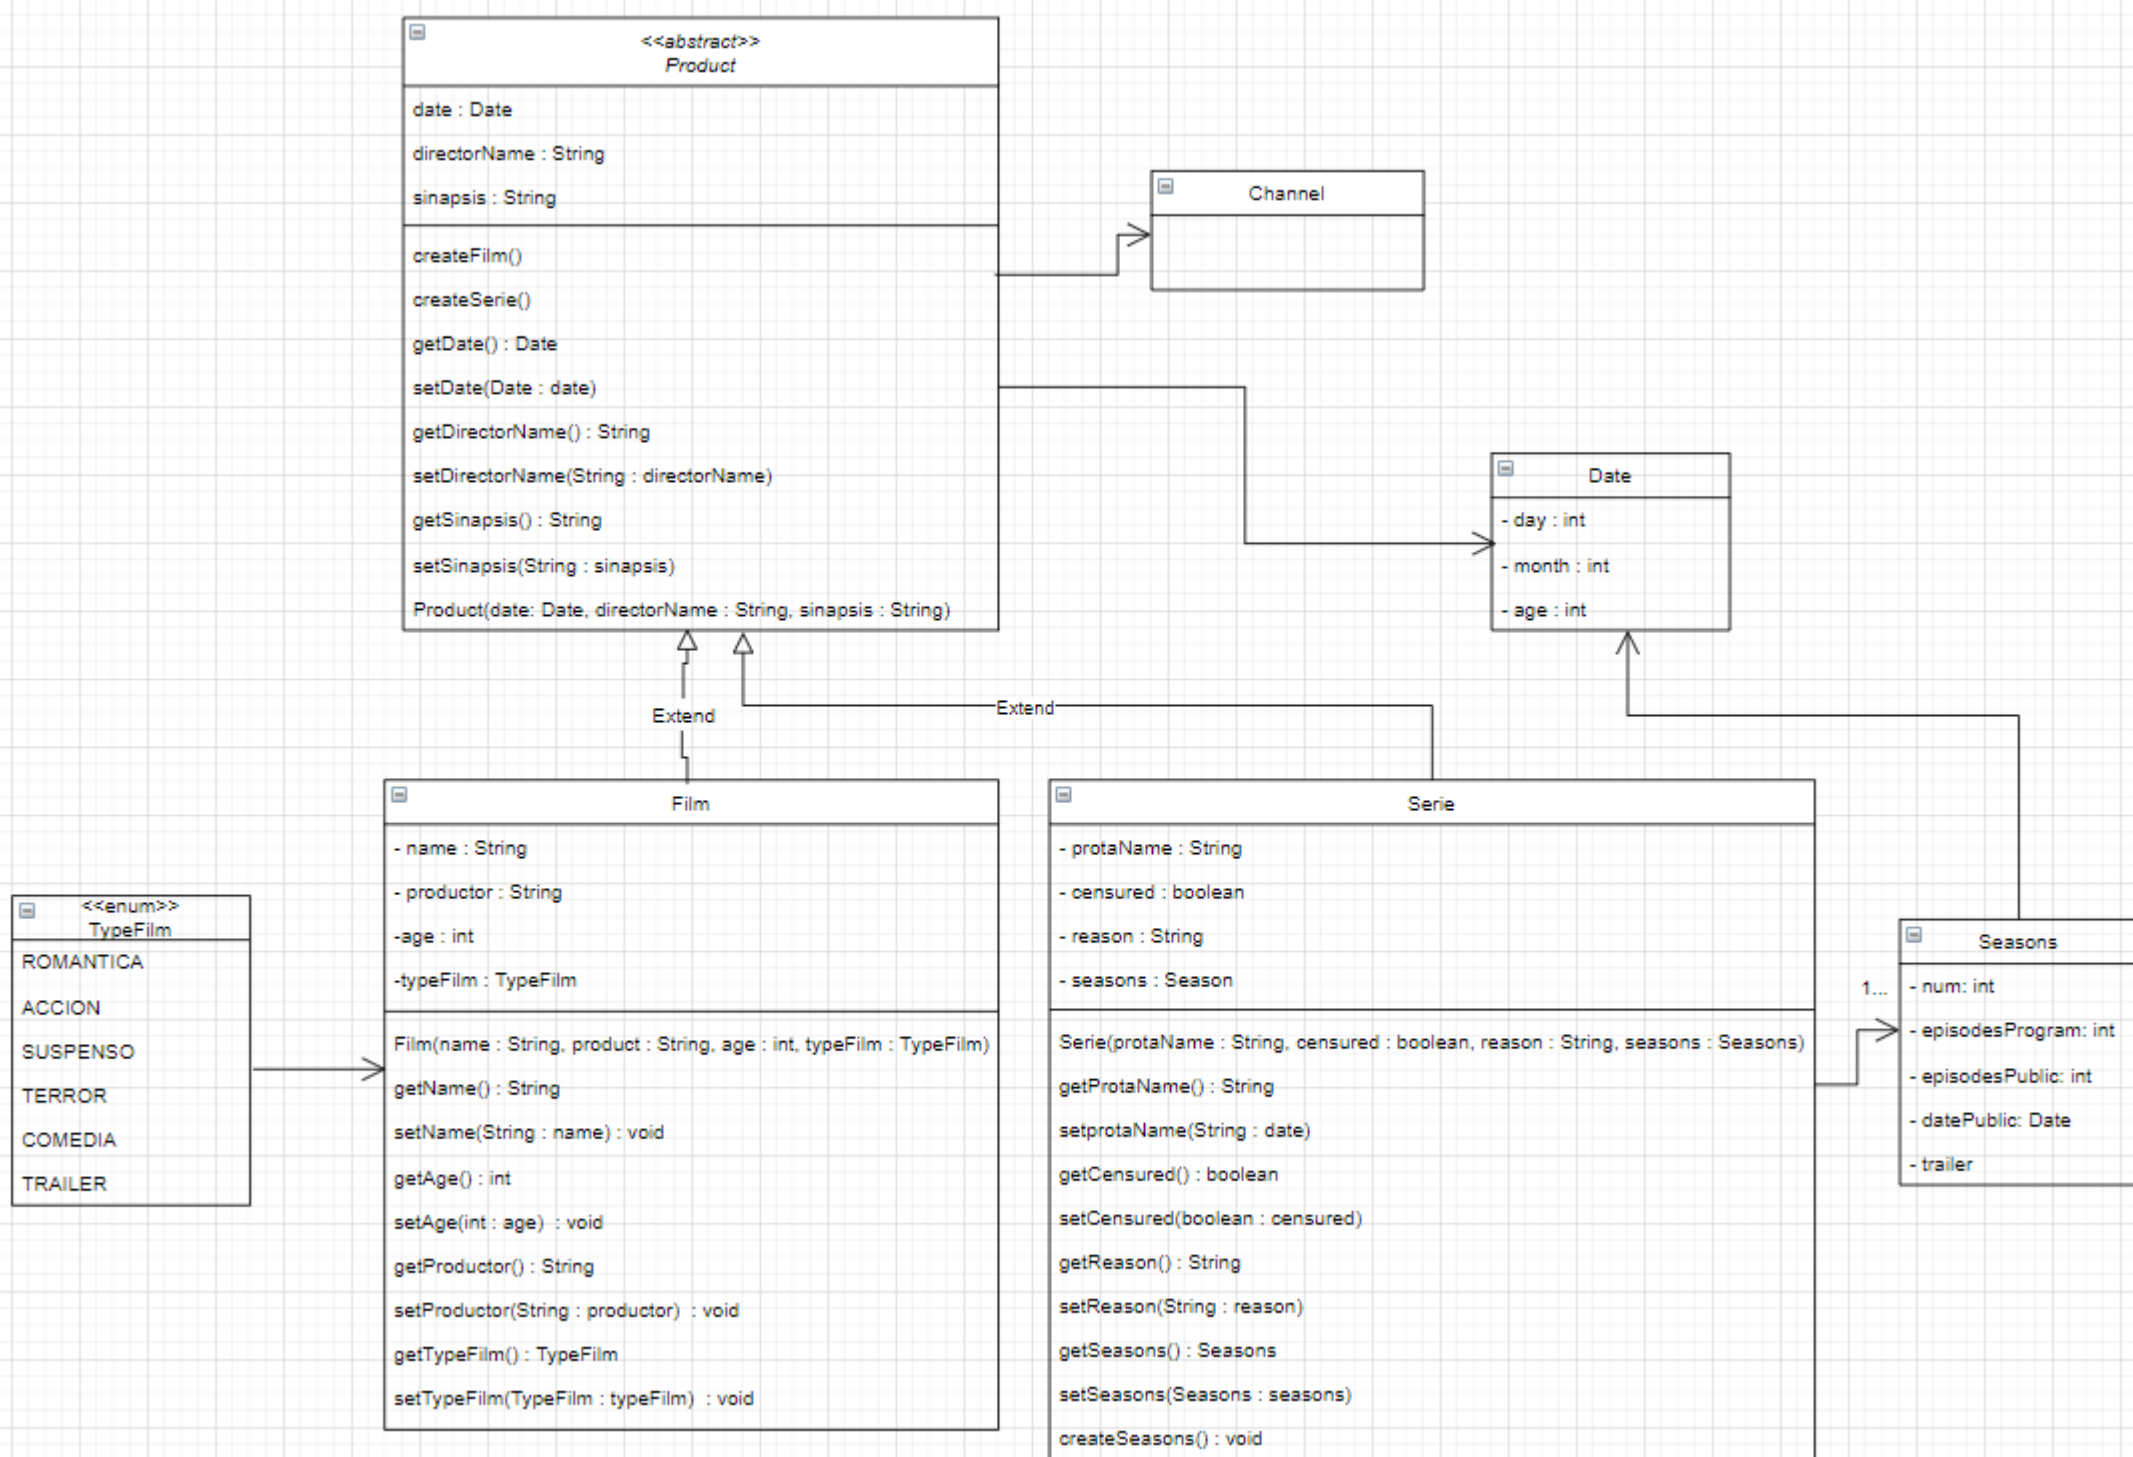 <<abstract>>
Product
date : Date
directorName : String
sinapsis : String
createFilm()
createSerie()
getDate() : Date
setDate(Date : date)
getDirectorName() : String
setDirectorName(String : directorName)
getSinapsis() : String
setSinapsis(String : sinapsis)
Product(date: Date, directorName : String, sinapsis : String)
Channel
Date
- day : int
- month : int
- age : int
Extend
Extend
<<enum>>
TypeFilm
ROMANTICA
ACCION
SUSPENSO
TERROR
COMEDIA
TRAILER
Film
- name : String
- productor : String
-age : int
-typeFilm : TypeFilm
Film(name : String, product : String, age : int, typeFilm : TypeFilm)
getName() : String
setName(String : name) : void
getAge() : int
setAge(int : age) : void
getProductor() : String
setProductor(String : productor) : void
getTypeFilm() : TypeFilm
setTypeFilm(TypeFilm : typeFilm) : void
Serie
- protaName : String
- censured : boolean
- reason : String
- seasons : Season
Serie(protaName : String, censured : boolean, reason : String, seasons : Seasons)
getProtaName() : String
setprotaName(String : date)
getCensured() : boolean
setCensured(boolean : censured)
getReason() : String
setReason(String : reason)
getSeasons() : Seasons
setSeasons(Seasons : seasons)
createSeasons() : void
1...
Seasons
- num: int
- episodesProgram: int
- episodesPublic: int
- datePublic: Date
- trailer